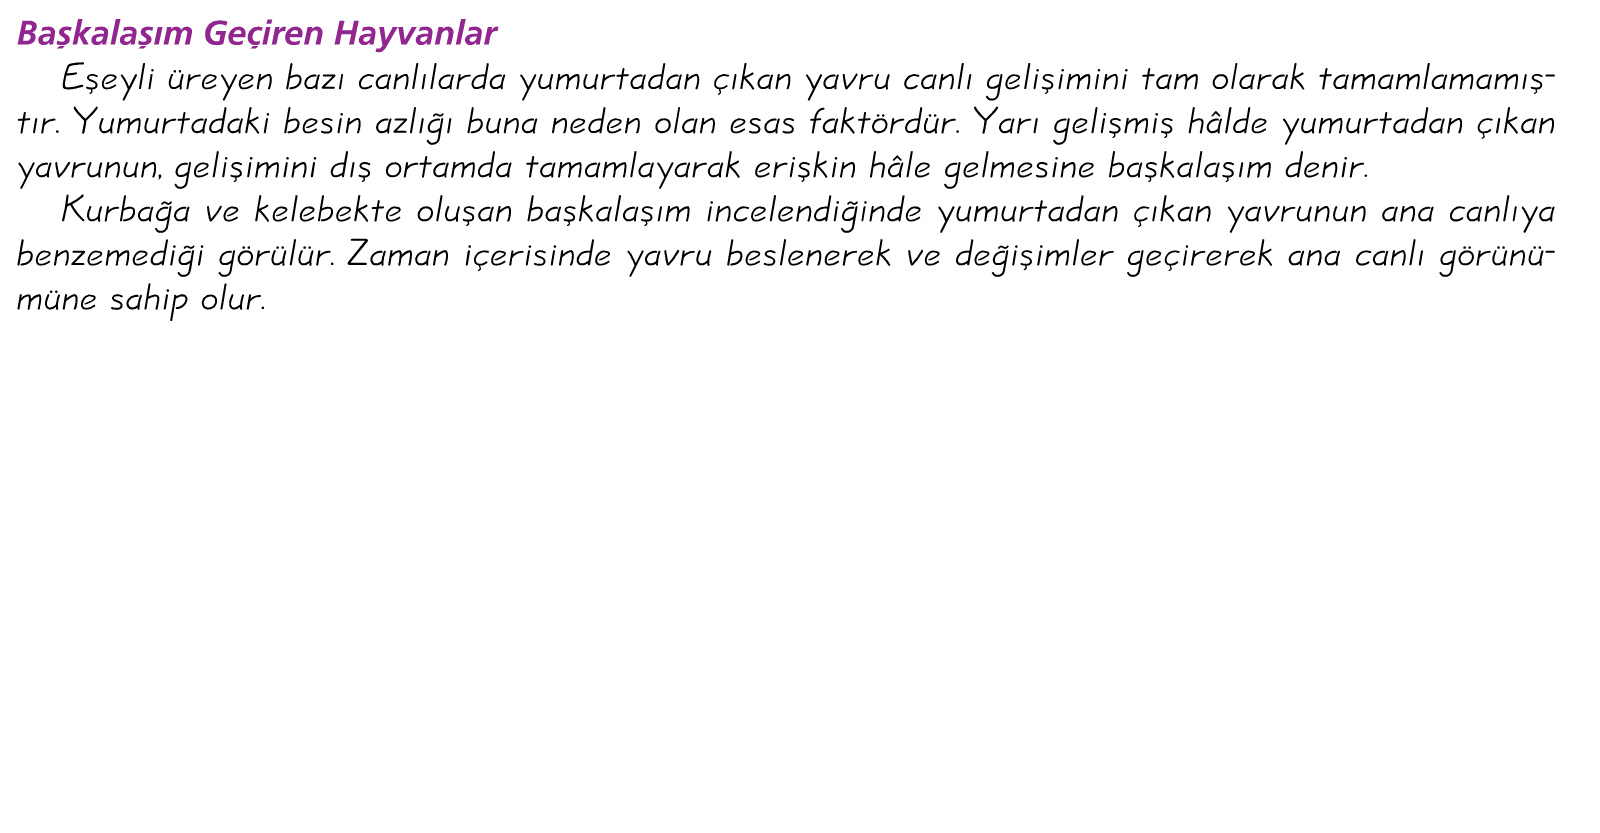 Başkalaşım Geçiren Hayvanlar
Eşeyli üreyen bazı canlılarda yumurtadan çıkan yavru canlı gelişimini tam olarak tamamlamamış-
tır. Yumurtadaki besin azlığı buna neden olan esas faktördür. Yarı gelişmiş hâlde yumurtadan çıkan
yavrunun, gelişimini dış ortamda tamamlayarak erişkin hâle gelmesine başkalaşım denir.
Kurbağa ve kelebekte oluşan başkalaşım incelendiğinde yumurtadan çıkan yavrunun ana canlıya
benzemediği görülür. Zaman içerisinde yavru beslenerek ve değişimler geçirerek ana canlı görünü-
müne sahip olur.